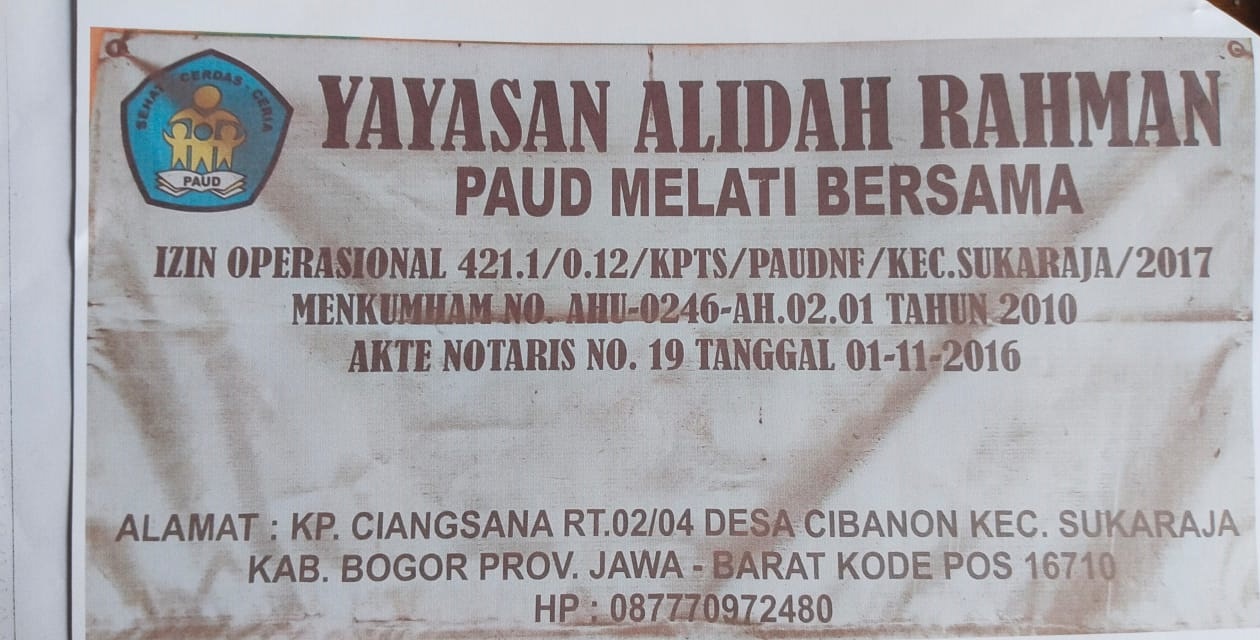 SEHAT - CERDAS - CERIA
PAUD
YAYASAN ALIDAH RAHMAN
PAUD MELATI BERSAMA
IZIN OPERASIONAL 421.1/0.12/KPTS/PAUDNF/KEC.SUKARAJA/2017
MENKUMHAM NO. AHU-0246-AH.02.01 TAHUN 2010
AKTE NOTARIS NO. 19 TANGGAL 01-11-2016
ALAMAT : KP. CIANGSANA RT.02/04 DESA CIBANON KEC. SUKARAJA
KAB. BOGOR PROV. JAWA - BARAT KODE POS 16710
HP : 087770972480